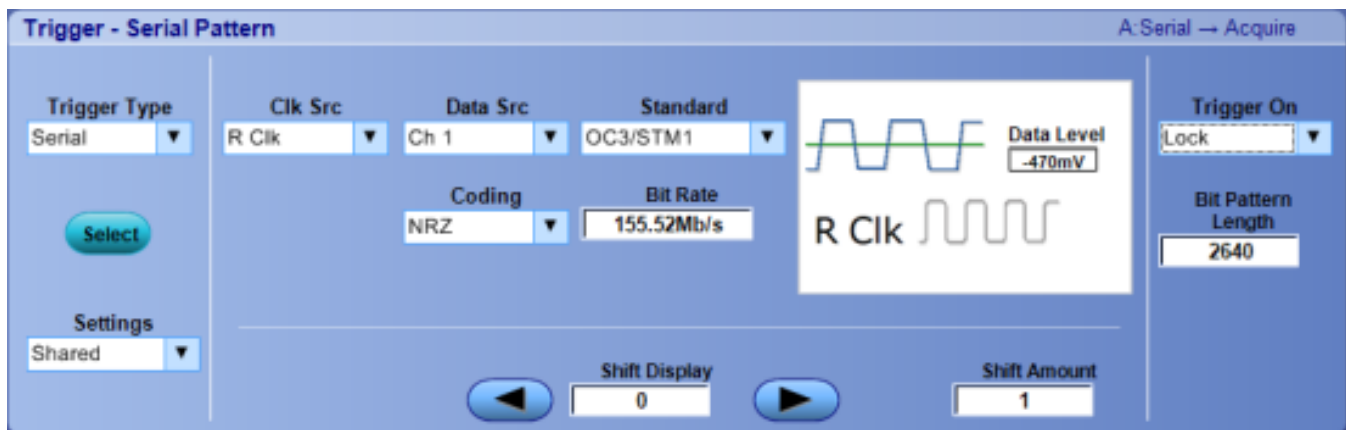 Trigger - Serial Pattern A:Serial → Acquire
Trigger Type Clk Src Data Src Standard Trigger On
Serial R Clk Ch 1 OC3/STM1 Data Level Lock
-470mV
Coding Bit Rate Bit Pattern
Select NRZ 155.52Mb/s R Clk Length
2640
Settings
Shared
Shift Display Shift Amount
0 1